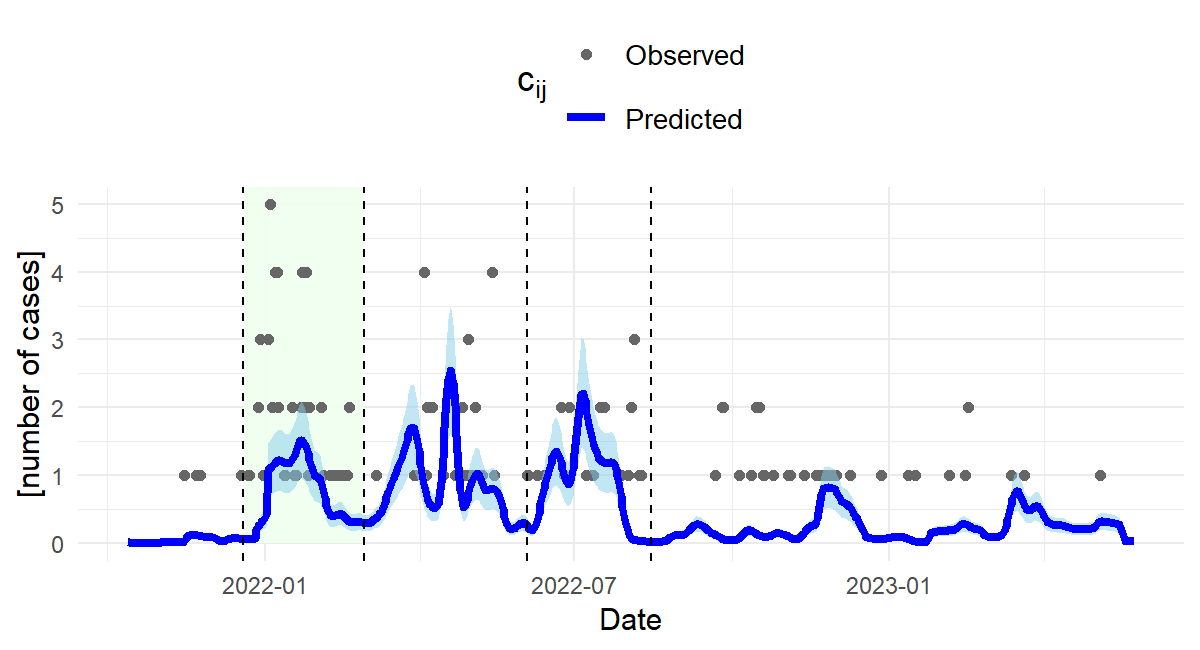 c_ij
Observed
Predicted
[number of cases]
5
4
3
2
1
0
2022-01
2022-07
2023-01
Date